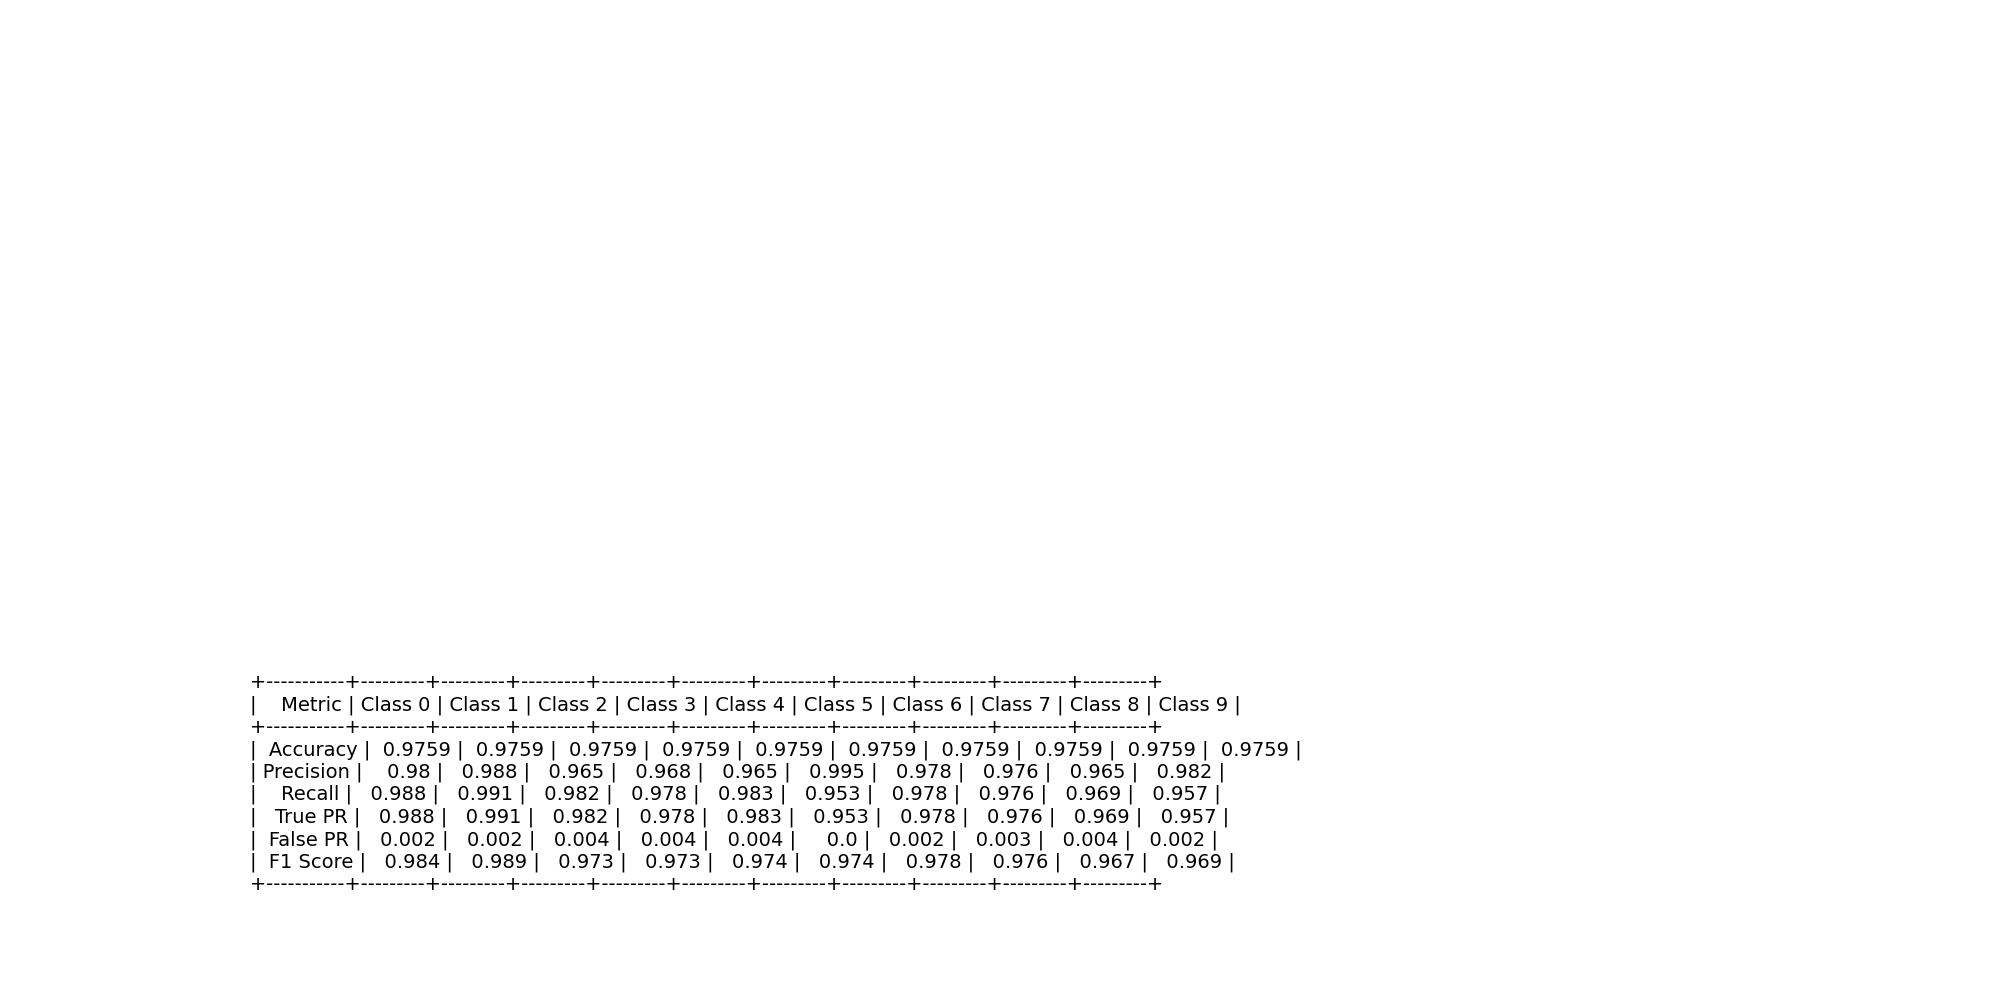 +-----------+---------+---------+---------+---------+---------+---------+---------+---------+---------+---------+
|    Metric | Class 0 | Class 1 | Class 2 | Class 3 | Class 4 | Class 5 | Class 6 | Class 7 | Class 8 | Class 9 |
+-----------+---------+---------+---------+---------+---------+---------+---------+---------+---------+---------+
|  Accuracy |  0.9759 |  0.9759 |  0.9759 |  0.9759 |  0.9759 |  0.9759 |  0.9759 |  0.9759 |  0.9759 |  0.9759 |
| Precision |    0.98 |   0.988 |   0.965 |   0.968 |   0.965 |   0.995 |   0.978 |   0.976 |   0.965 |   0.982 |
|    Recall |   0.988 |   0.991 |   0.982 |   0.978 |   0.983 |   0.953 |   0.978 |   0.976 |   0.969 |   0.957 |
|   True PR |   0.988 |   0.991 |   0.982 |   0.978 |   0.983 |   0.953 |   0.978 |   0.976 |   0.969 |   0.957 |
|  False PR |   0.002 |   0.002 |   0.004 |   0.004 |   0.004 |     0.0 |   0.002 |   0.003 |   0.004 |   0.002 |
|  F1 Score |   0.984 |   0.989 |   0.973 |   0.973 |   0.974 |   0.974 |   0.978 |   0.976 |   0.967 |   0.969 |
+-----------+---------+---------+---------+---------+---------+---------+---------+---------+---------+---------+